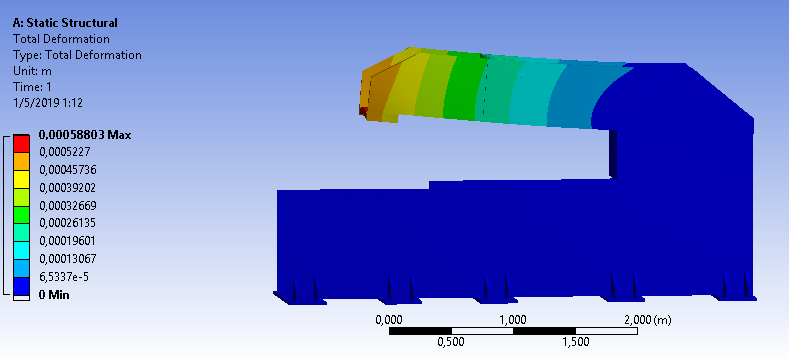 A: Static Structural
Total Deformation
Type: Total Deformation
Unit: m
Time: 1
1/5/2019 1:12
0,00058803 Max
0,0005227
0,00045736
0,00039202
0,00032669
0,00026135
0,00019601
0,00013067
6,5337e-5
0 Min
0,000 1,000 2,000 (m)
0,500 1,500